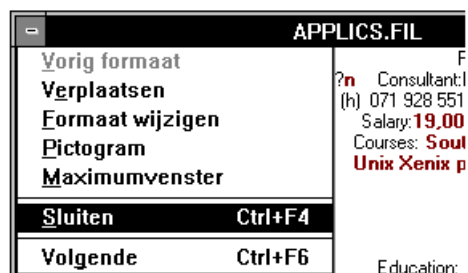 APPLICS.FIL
Vorig formaat
Verplaatsen
Formaat wijzigen
Pictogram
Maximumvenster
Sluiten Ctrl+F4
Volgende Ctrl+F6
?n Consultant:
(h) 071 928 551
Salary:19,00
Courses: Sout
Unix Xenix p
Education: